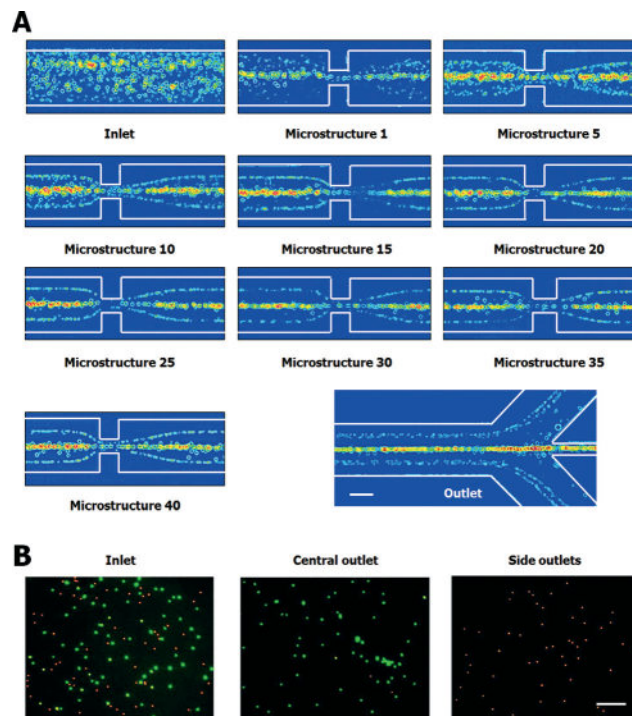 A
Inlet
Microstructure 1
Microstructure 5
Microstructure 10
Microstructure 15
Microstructure 20
Microstructure 25
Microstructure 30
Microstructure 35
Microstructure 40
Outlet
B
Inlet
Central outlet
Side outlets